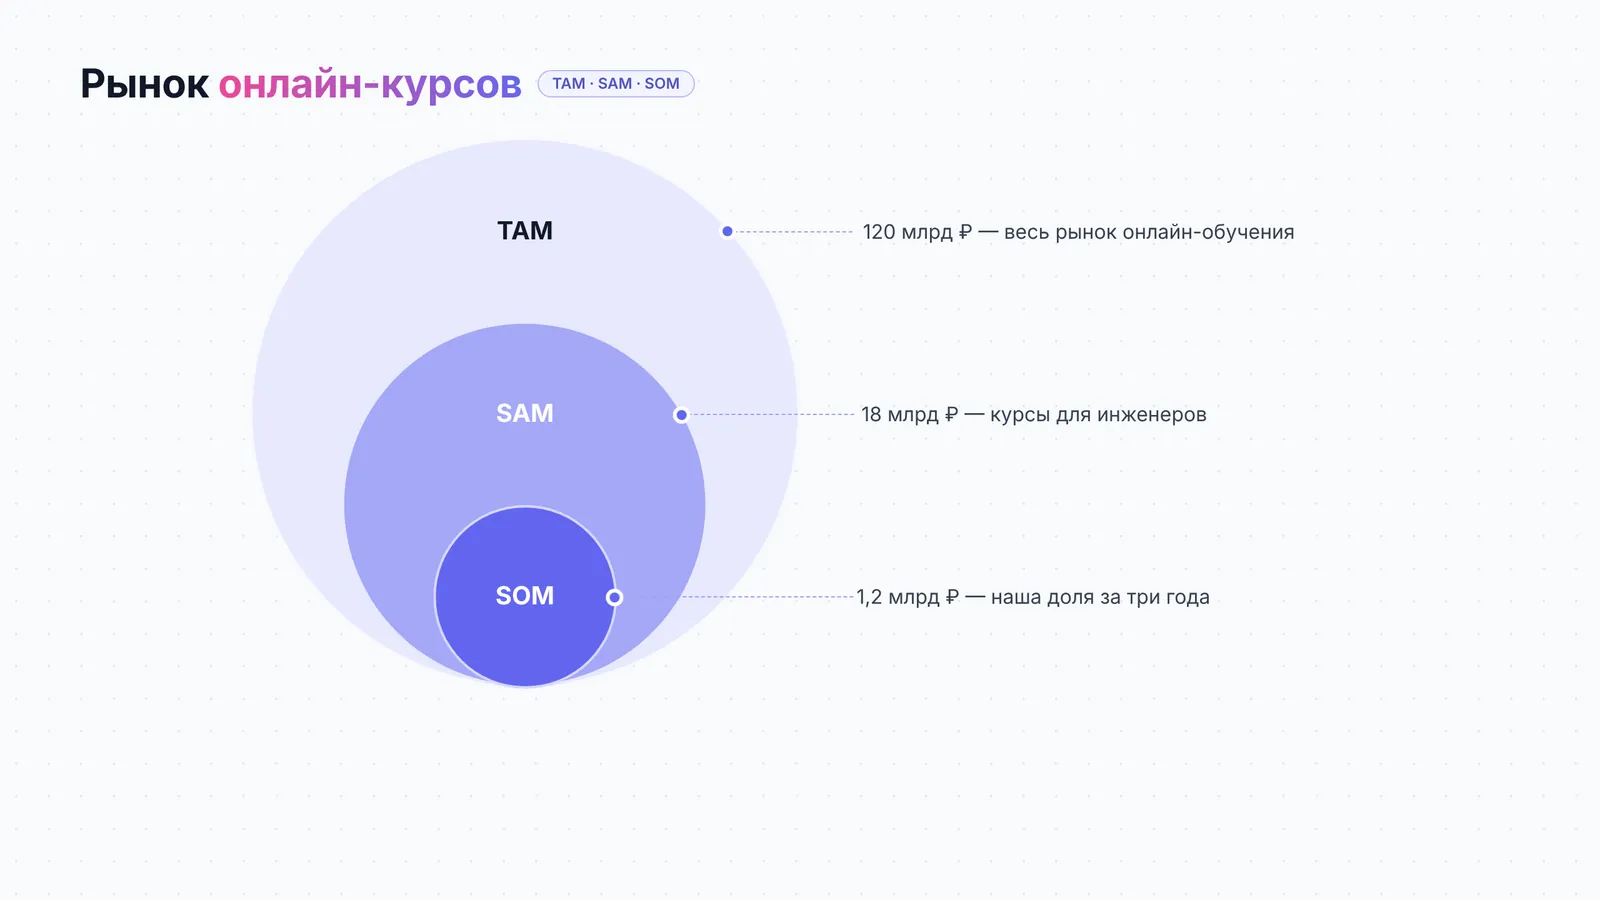 Рынок онлайн-курсов
TAM · SAM · SOM
TAM
120 млрд ₽ — весь рынок онлайн-обучения
SAM
18 млрд ₽ — курсы для инженеров
SOM
1,2 млрд ₽ — наша доля за три года